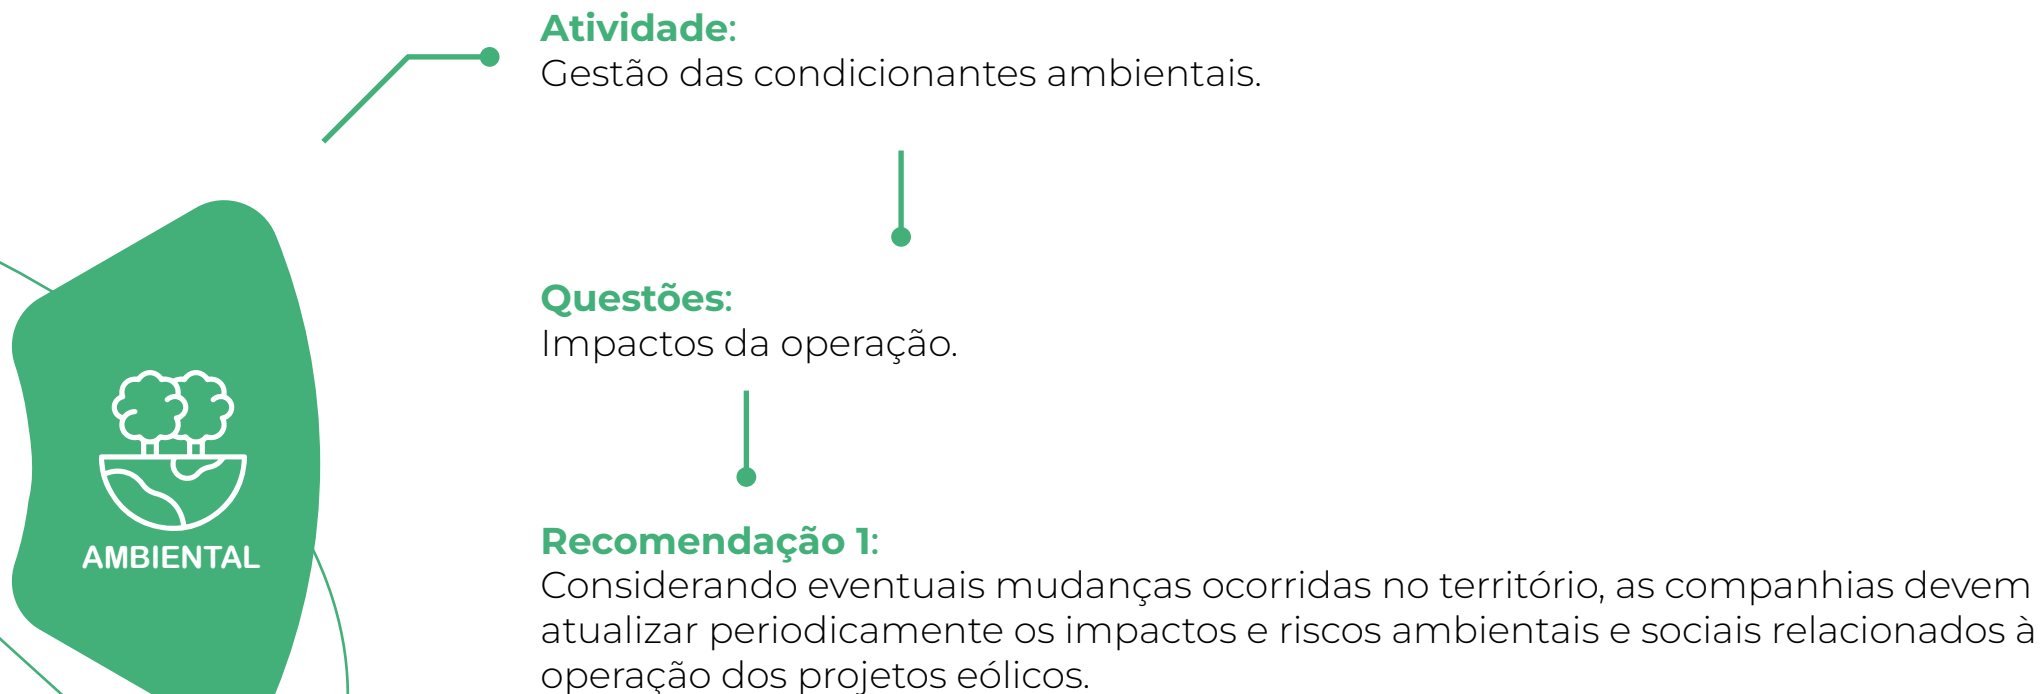 Atividade:
Gestão das condicionantes ambientais.
Questões:
Impactos da operação.
AMBIENTAL
Recomendação 1:
Considerando eventuais mudanças ocorridas no território, as companhias devem
atualizar periodicamente os impactos e riscos ambientais e sociais relacionados à
operação dos projetos eólicos.